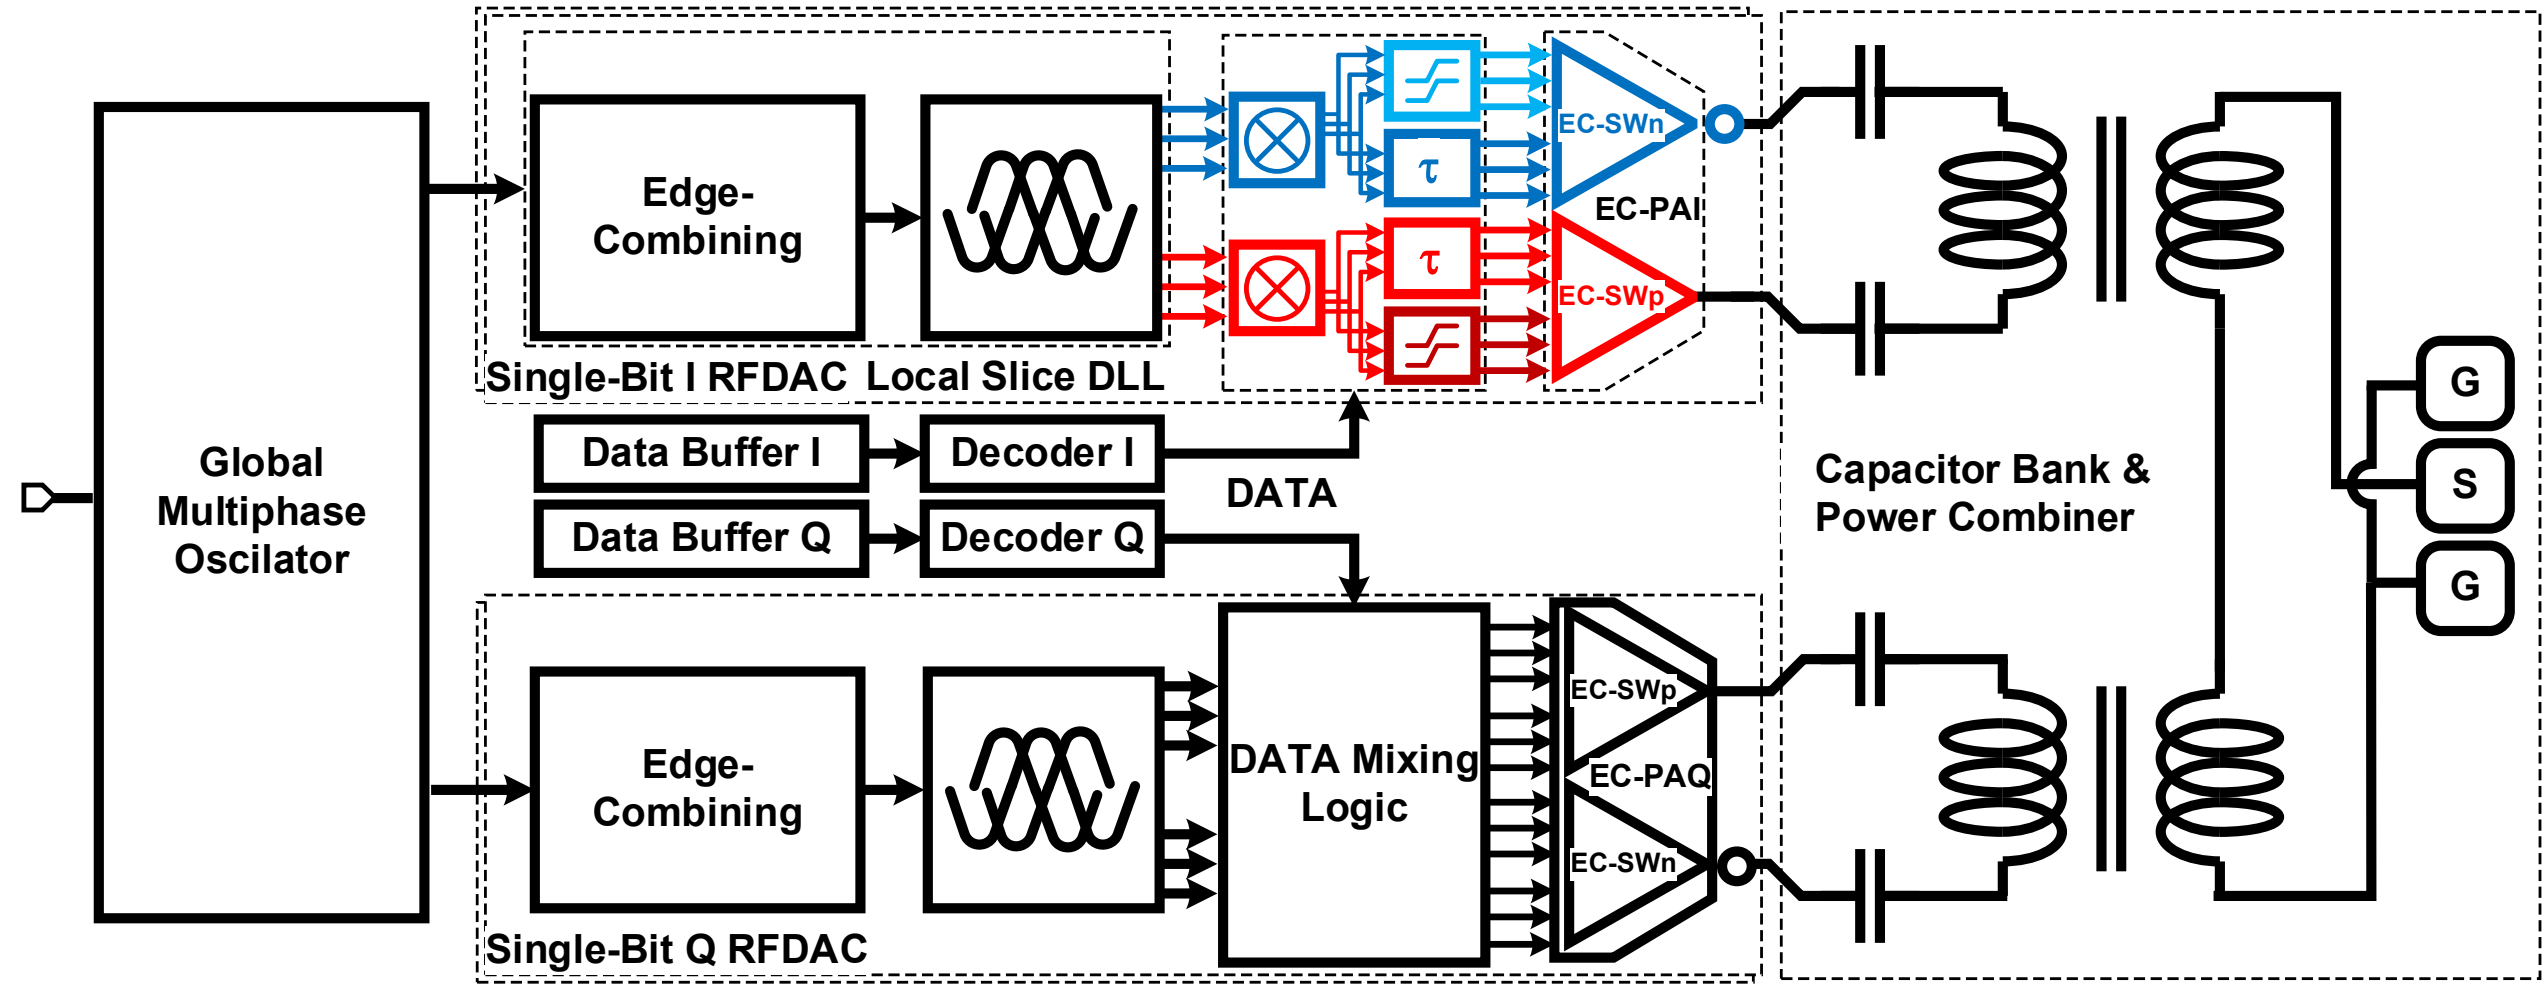 Global
Multiphase
Oscilator
Edge-
Combining
τ
τ
EC-SWn
EC-PAI
EC-SWp
Single-Bit I RFDAC
Local Slice DLL
Data Buffer I
Decoder I
Data Buffer Q
Decoder Q
DATA
Edge-
Combining
DATA Mixing
Logic
EC-SWp
EC-PAQ
EC-SWn
Single-Bit Q RFDAC
Capacitor Bank &
Power Combiner
G
S
G